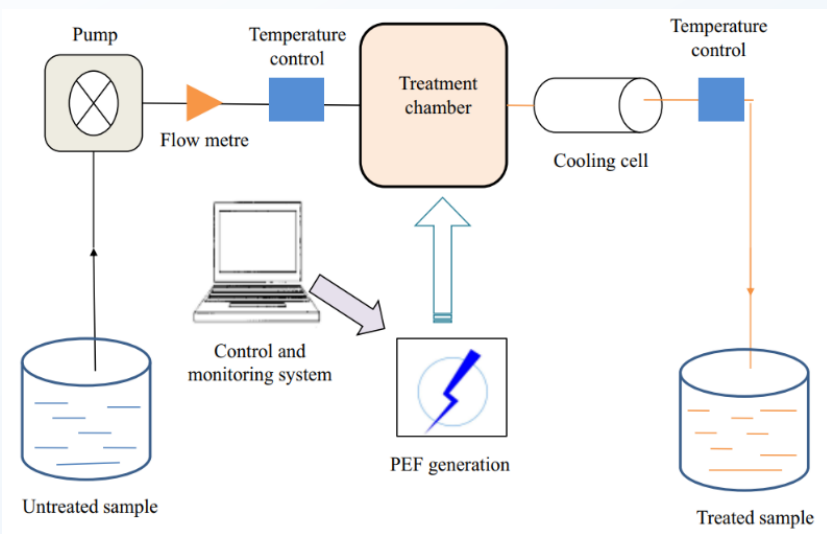 Pump
Temperature
control
Temperature
control
Treatment
chamber
Flow metre
Cooling cell
Control and
monitoring system
PEF generation
Untreated sample
Treated sample